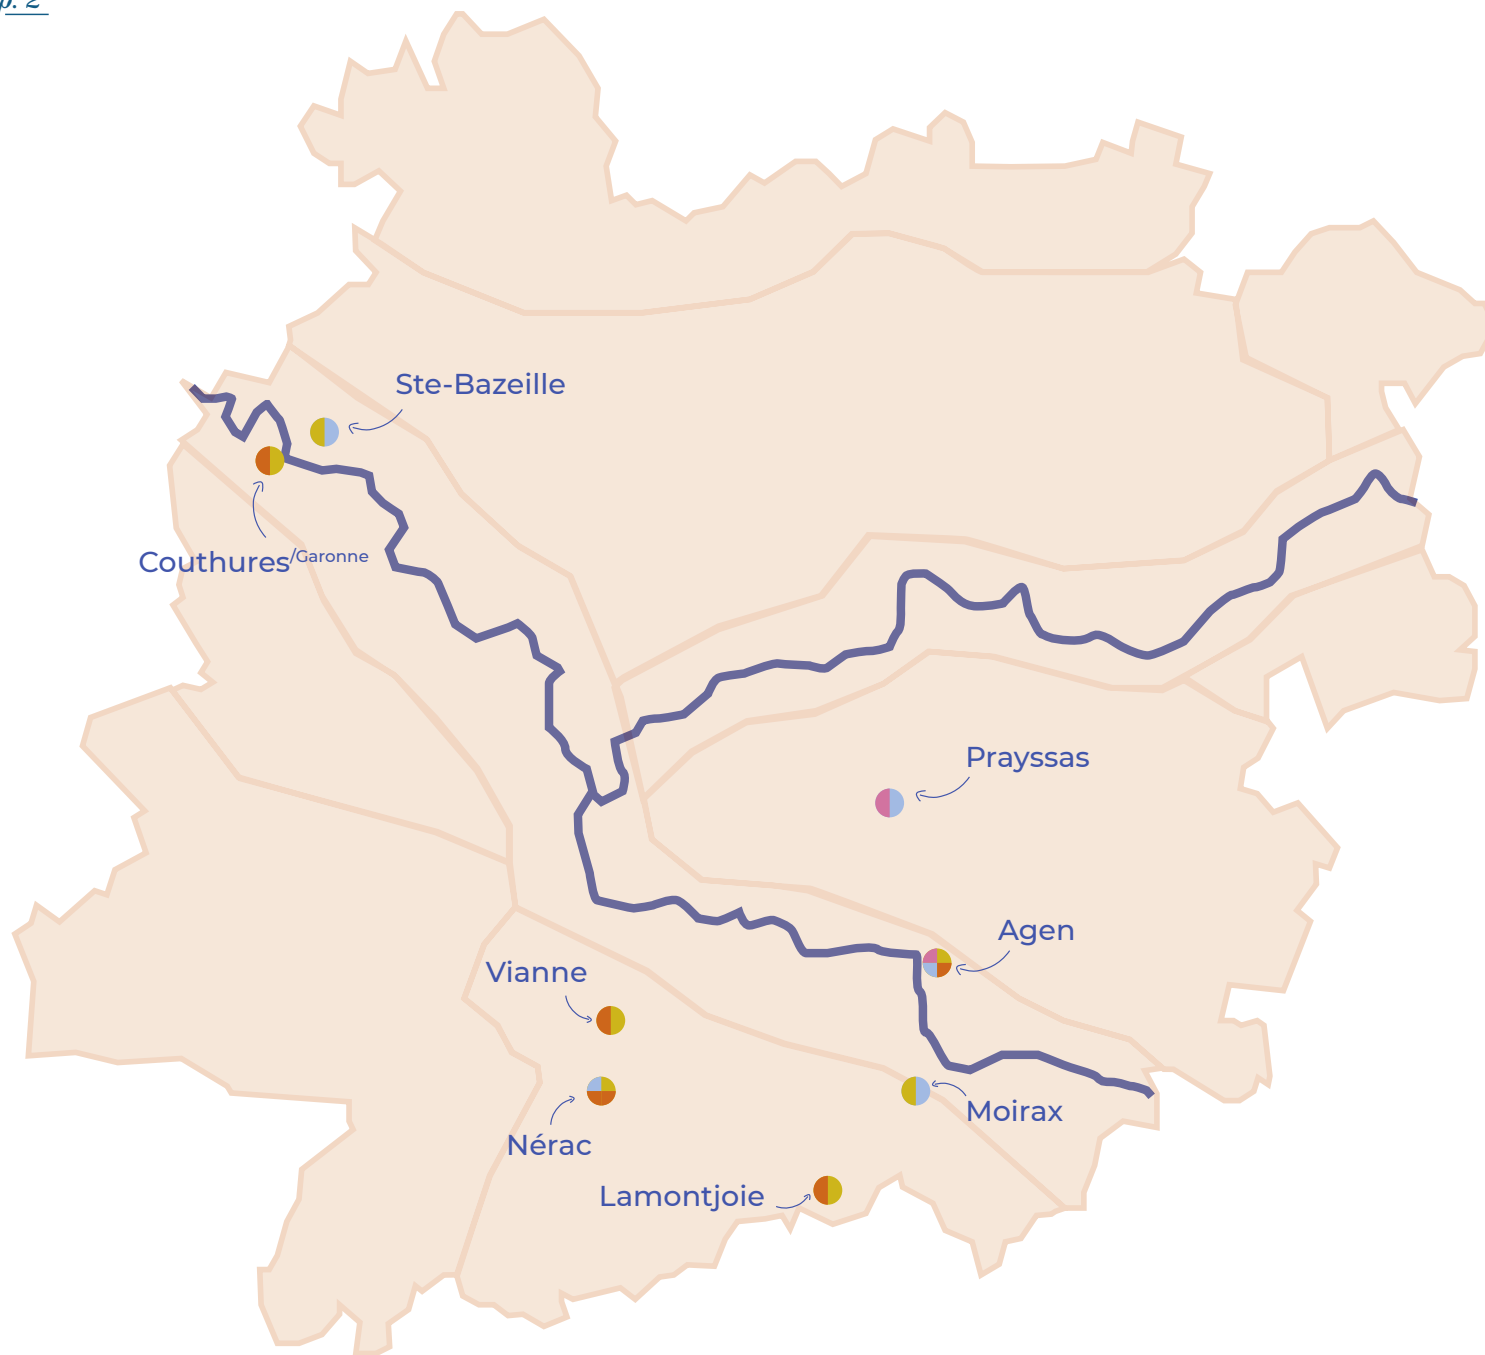 p. 2
Ste-Bazeille
Couthures/Garonne
Prayssas
Agen
Vianne
Moirax
Nérac
Lamontjoie